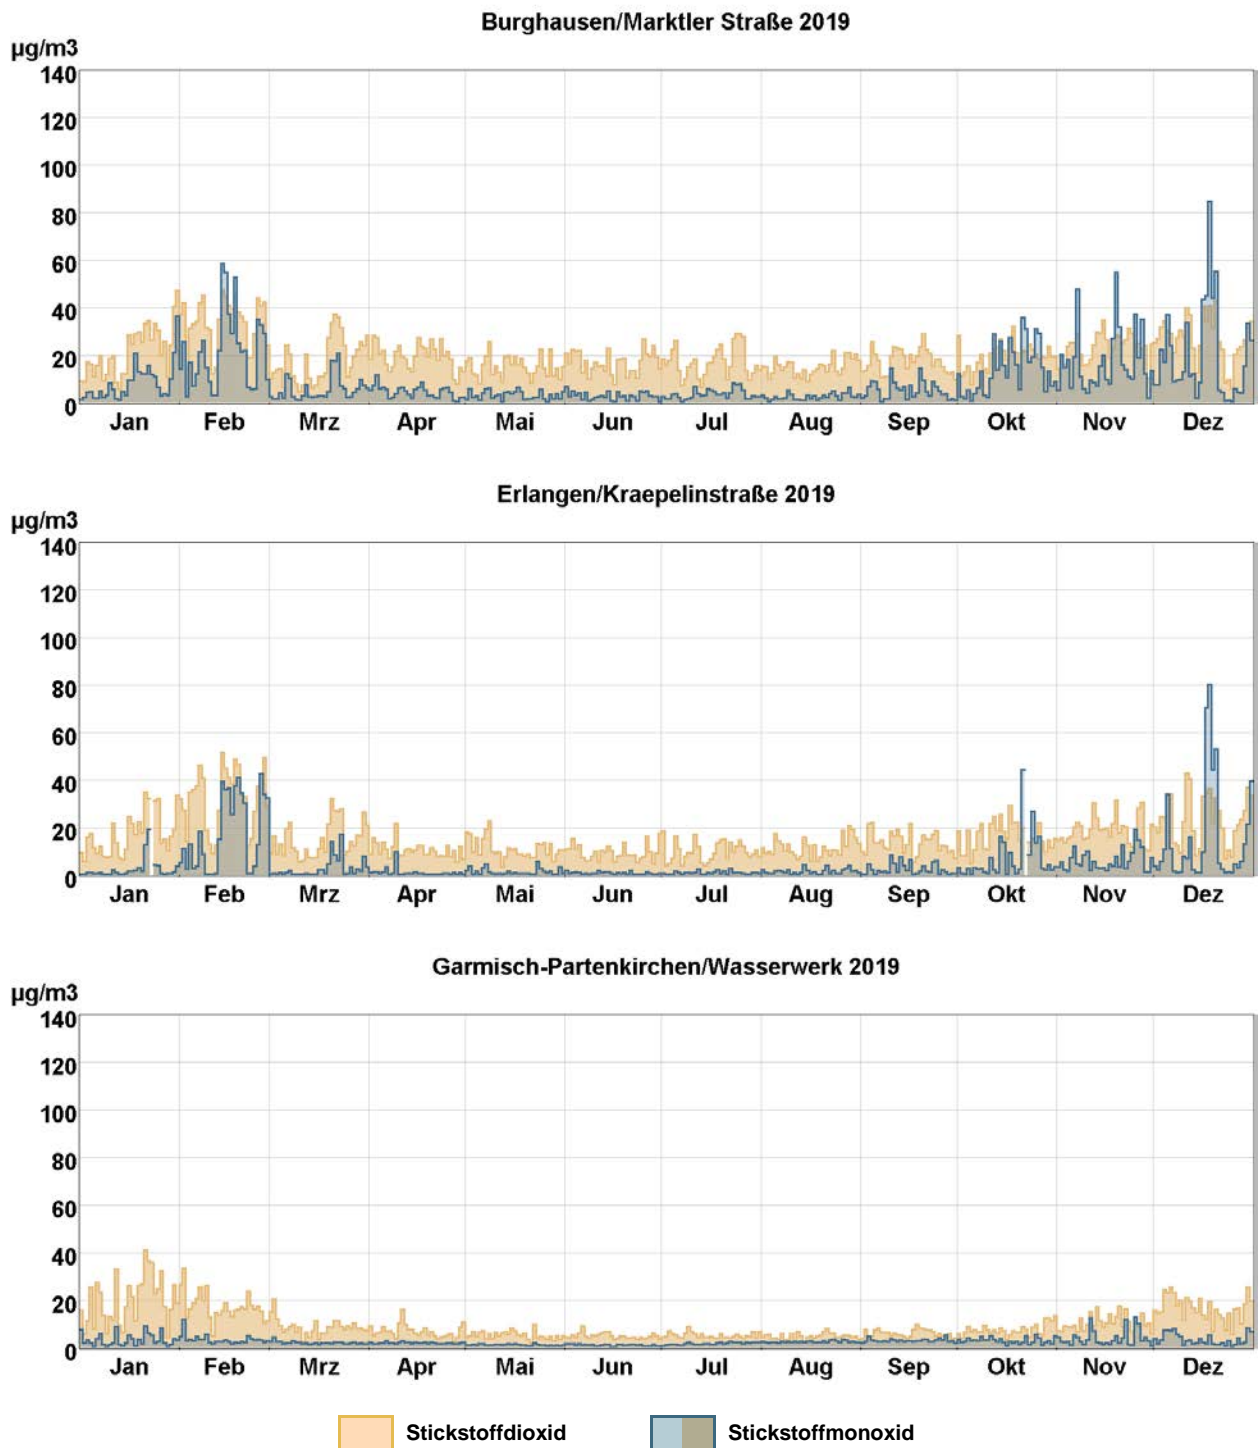 Burghausen/Marktler Straße 2019
µg/m3
140
120
100
80
60
40
20
0
Jan Feb Mrz Apr Mai Jun Jul Aug Sep Okt Nov Dez
Erlangen/Kraepelinstraße 2019
µg/m3
140
120
100
80
60
40
20
0
Jan Feb Mrz Apr Mai Jun Jul Aug Sep Okt Nov Dez
Garmisch-Partenkirchen/Wasserwerk 2019
µg/m3
140
120
100
80
60
40
20
0
Jan Feb Mrz Apr Mai Jun Jul Aug Sep Okt Nov Dez
Stickstoffdioxid Stickstoffmonoxid